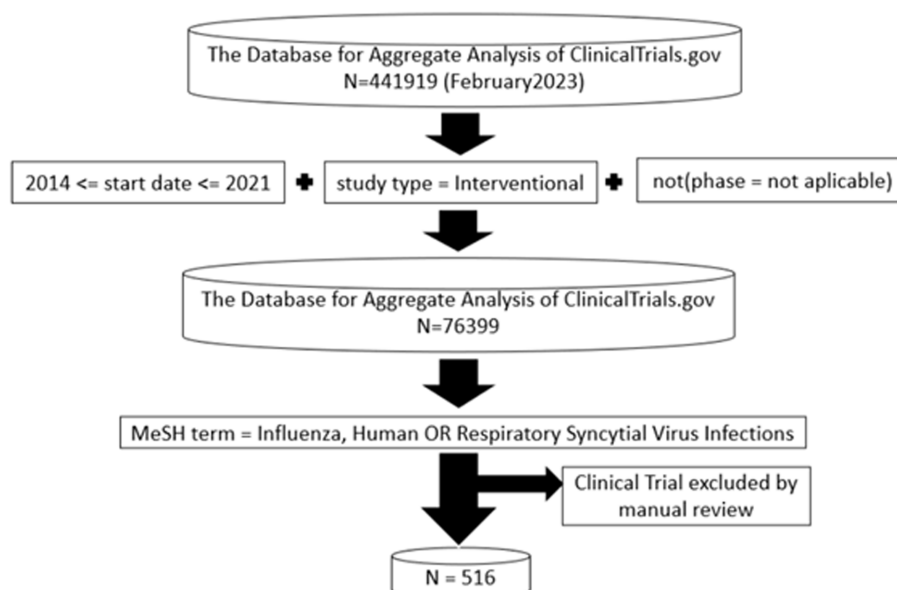 The Database for Aggregate Analysis of ClinicalTrials.gov
N=441919 (February2023)
2014 <= start date <= 2021
study type = Interventional
not(phase = not aplicable)
The Database for Aggregate Analysis of ClinicalTrials.gov
N=76399
MeSH term = Influenza, Human OR Respiratory Syncytial Virus Infections
Clinical Trial excluded by
manual review
N = 516